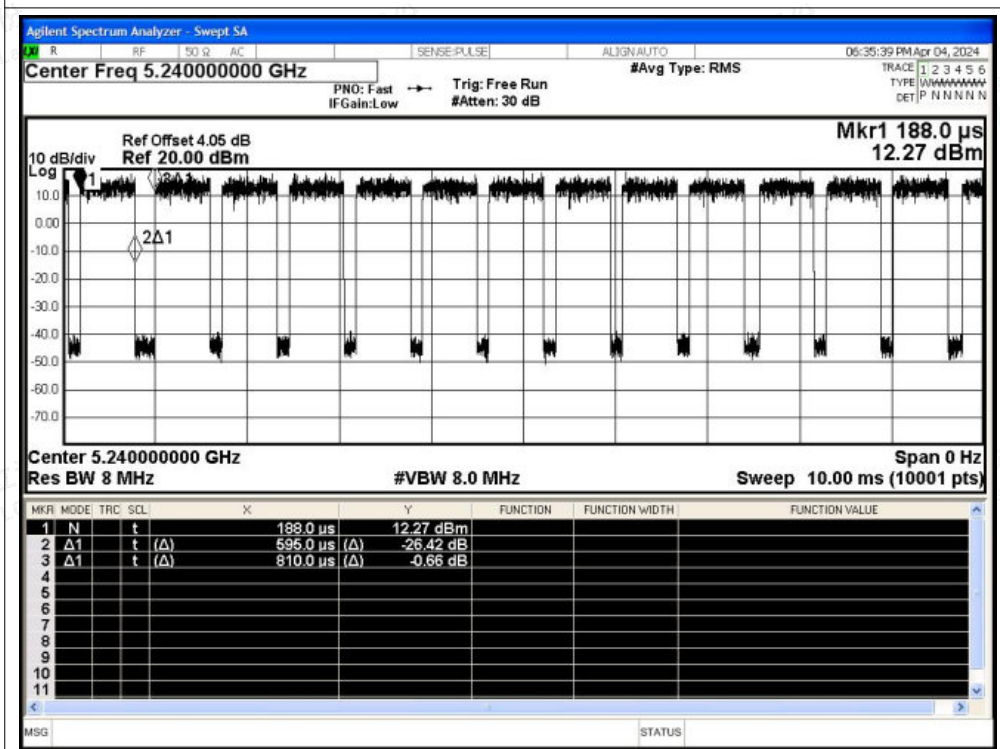 Agilent Spectrum Analyzer - Swept SA
R RF 50 Ω AC SENSE:PULSE ALIGN AUTO 06:35:39 PM Apr 04, 2024
Center Freq 5.240000000 GHz #Avg Type: RMS TRACE 1 2 3 4 5 6
PNO: Fast Trig: Free Run TYPE WWWWWW
IFGain:Low #Atten: 30 dB DET P N N N N N
Mkr1 188.0 µs
Ref Offset 4.05 dB
10 dB/div Ref 20.00 dBm 12.27 dBm
Log
1
3Δ1
10.0
0.00
2Δ1
-10.0
-20.0
-30.0
-40.0
-50.0
-60.0
-70.0
Center 5.240000000 GHz Span 0 Hz
Res BW 8 MHz #VBW 8.0 MHz Sweep 10.00 ms (10001 pts)
MKR MODE TRC SCL X Y FUNCTION FUNCTION WIDTH FUNCTION VALUE
1 N t 188.0 µs 12.27 dBm
2 Δ1 t (Δ) 595.0 µs (Δ) -26.42 dB
3 Δ1 t (Δ) 810.0 µs (Δ) -0.66 dB
4
5
6
7
8
9
10
11
MSG STATUS